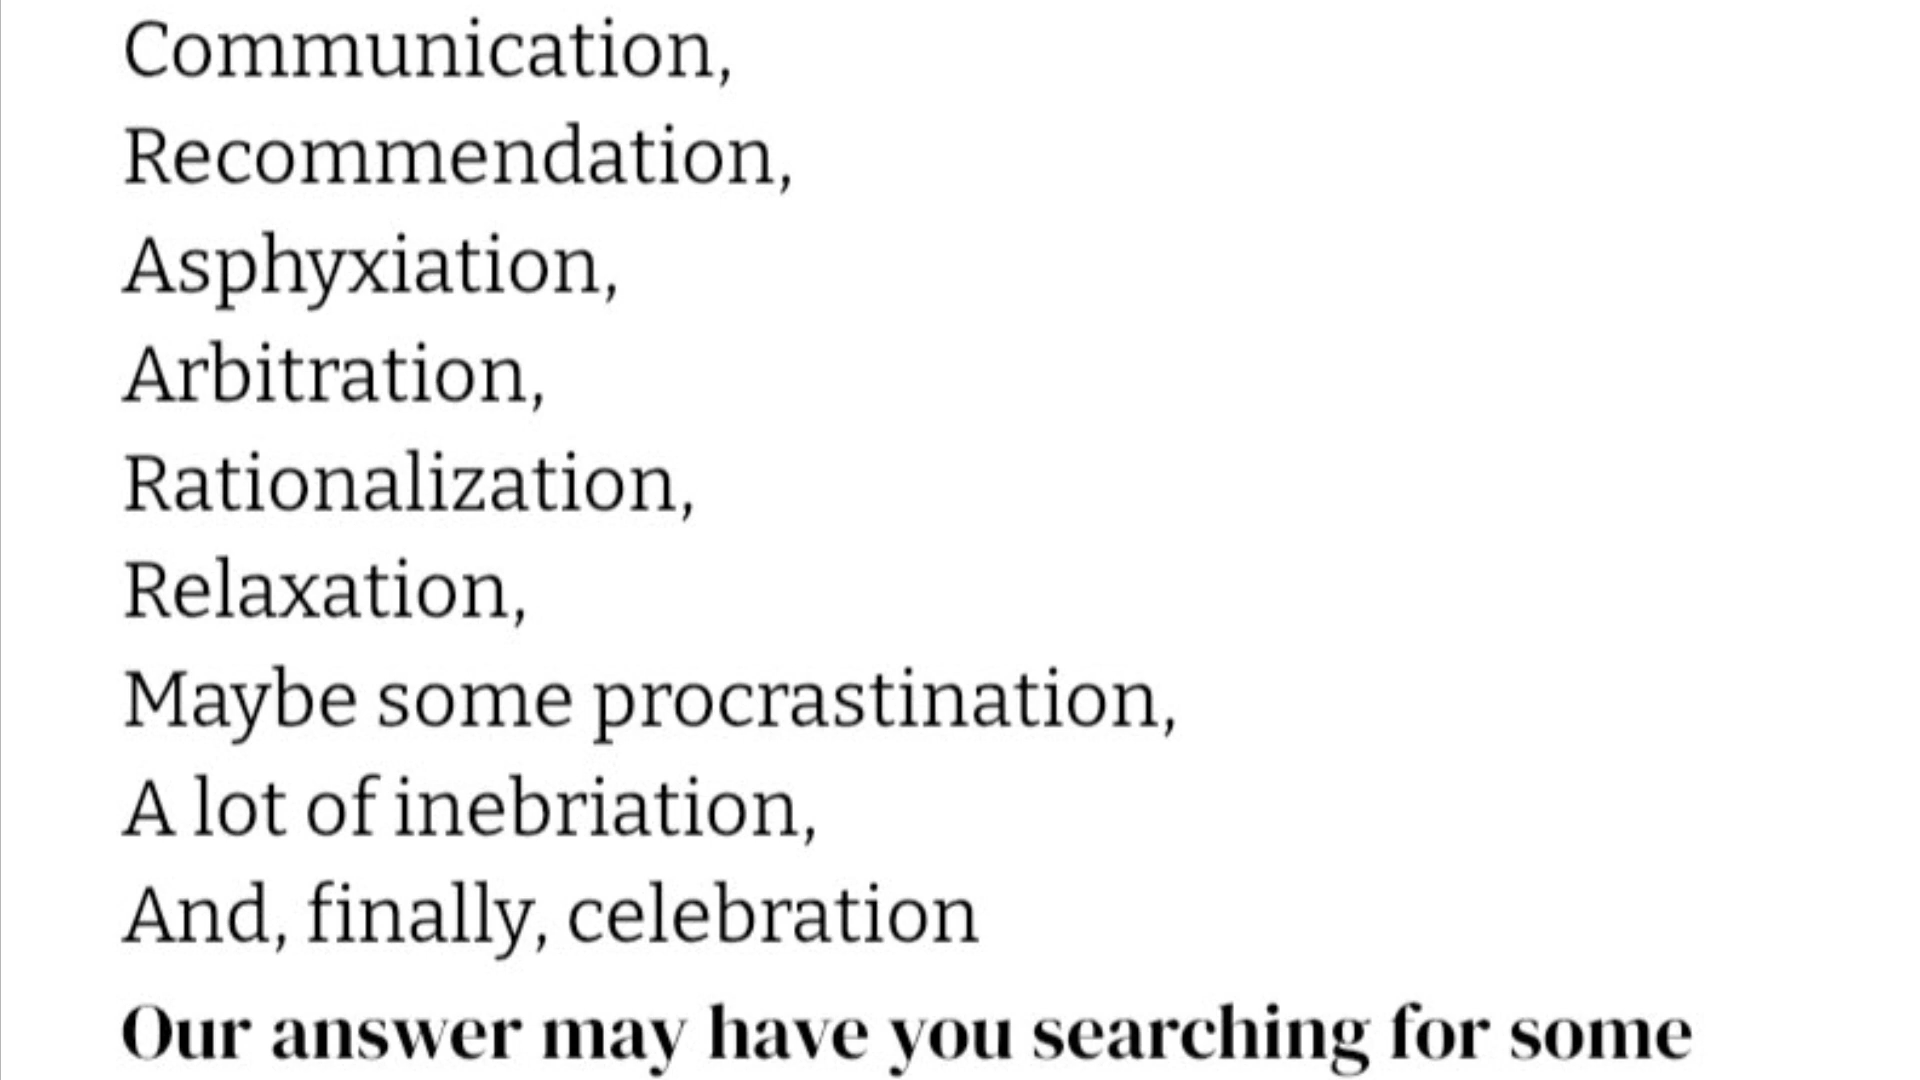 Communication,
Recommendation,
Asphyxiation,
Arbitration,
Rationalization,
Relaxation,
Maybe some procrastination,
A lot of inebriation,
And, finally, celebration
Our answer may have you searching for some